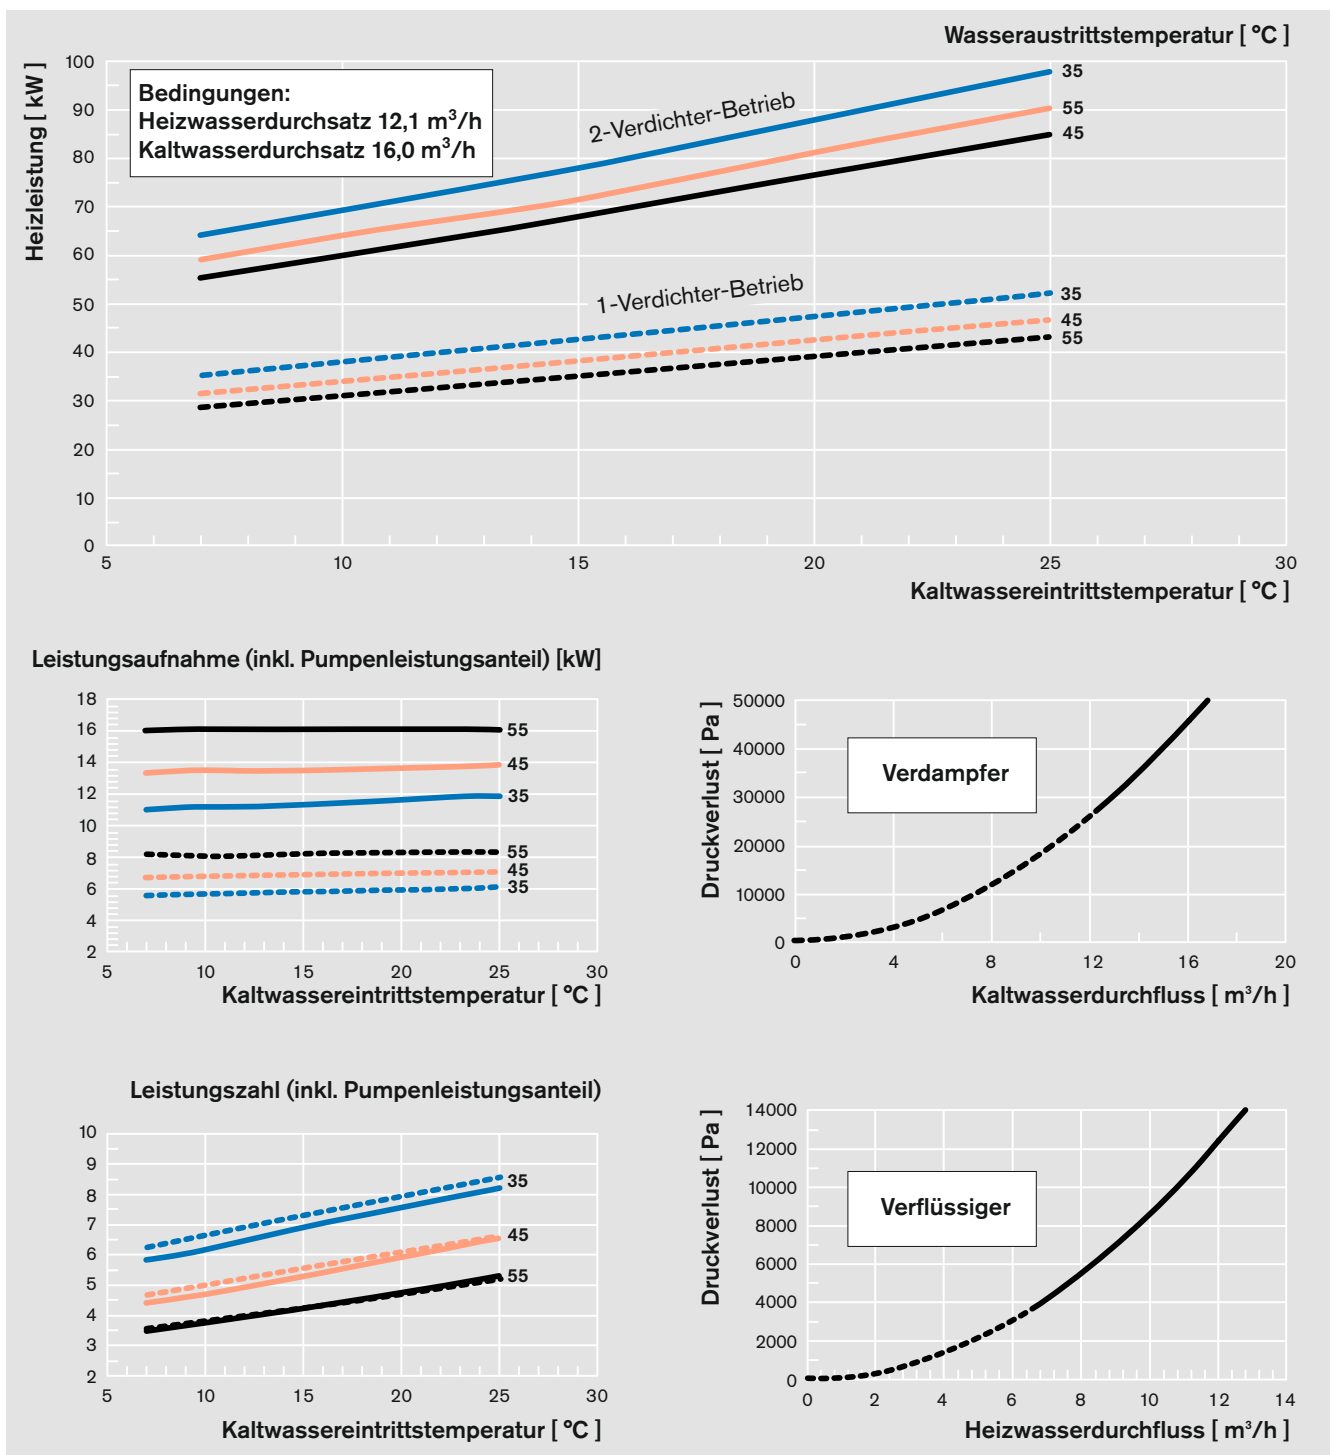 Wasseraustrittstemperatur [ °C ]
Heizleistung [ kW ]
100
90
80
70
60
50
40
30
20
10
0
Bedingungen:
Heizwasserdurchsatz 12,1 m³/h
Kaltwasserdurchsatz 16,0 m³/h
2-Verdichter-Betrieb
35
55
45
1-Verdichter-Betrieb
35
45
55
5 10 15 20 25 30
Kaltwassereintrittstemperatur [ °C ]
Leistungsaufnahme (inkl. Pumpenleistungsanteil) [kW]
18
16
14
12
10
8
6
4
2
55
45
35
55
45
35
5 10 15 20 25 30
Kaltwassereintrittstemperatur [ °C ]
Druckverlust [ Pa ]
50000
40000
30000
20000
10000
0
Verdampfer
0 4 8 12 16 20
Kaltwasserdurchfluss [ m³/h ]
Leistungszahl (inkl. Pumpenleistungsanteil)
10
9
8
7
6
5
4
3
2
35
45
55
5 10 15 20 25 30
Kaltwassereintrittstemperatur [ °C ]
Druckverlust [ Pa ]
14000
12000
10000
8000
6000
4000
2000
0
Verflüssiger
0 2 4 6 8 10 12 14
Heizwasserdurchfluss [ m³/h ]